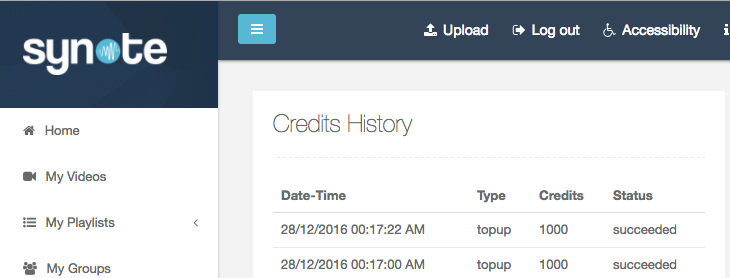 synote
Upload Log out Accessibility
Home
My Videos
My Playlists
My Groups
Credits History
Date-Time Type Credits Status
28/12/2016 00:17:22 AM topup 1000 succeeded
28/12/2016 00:17:00 AM topup 1000 succeeded